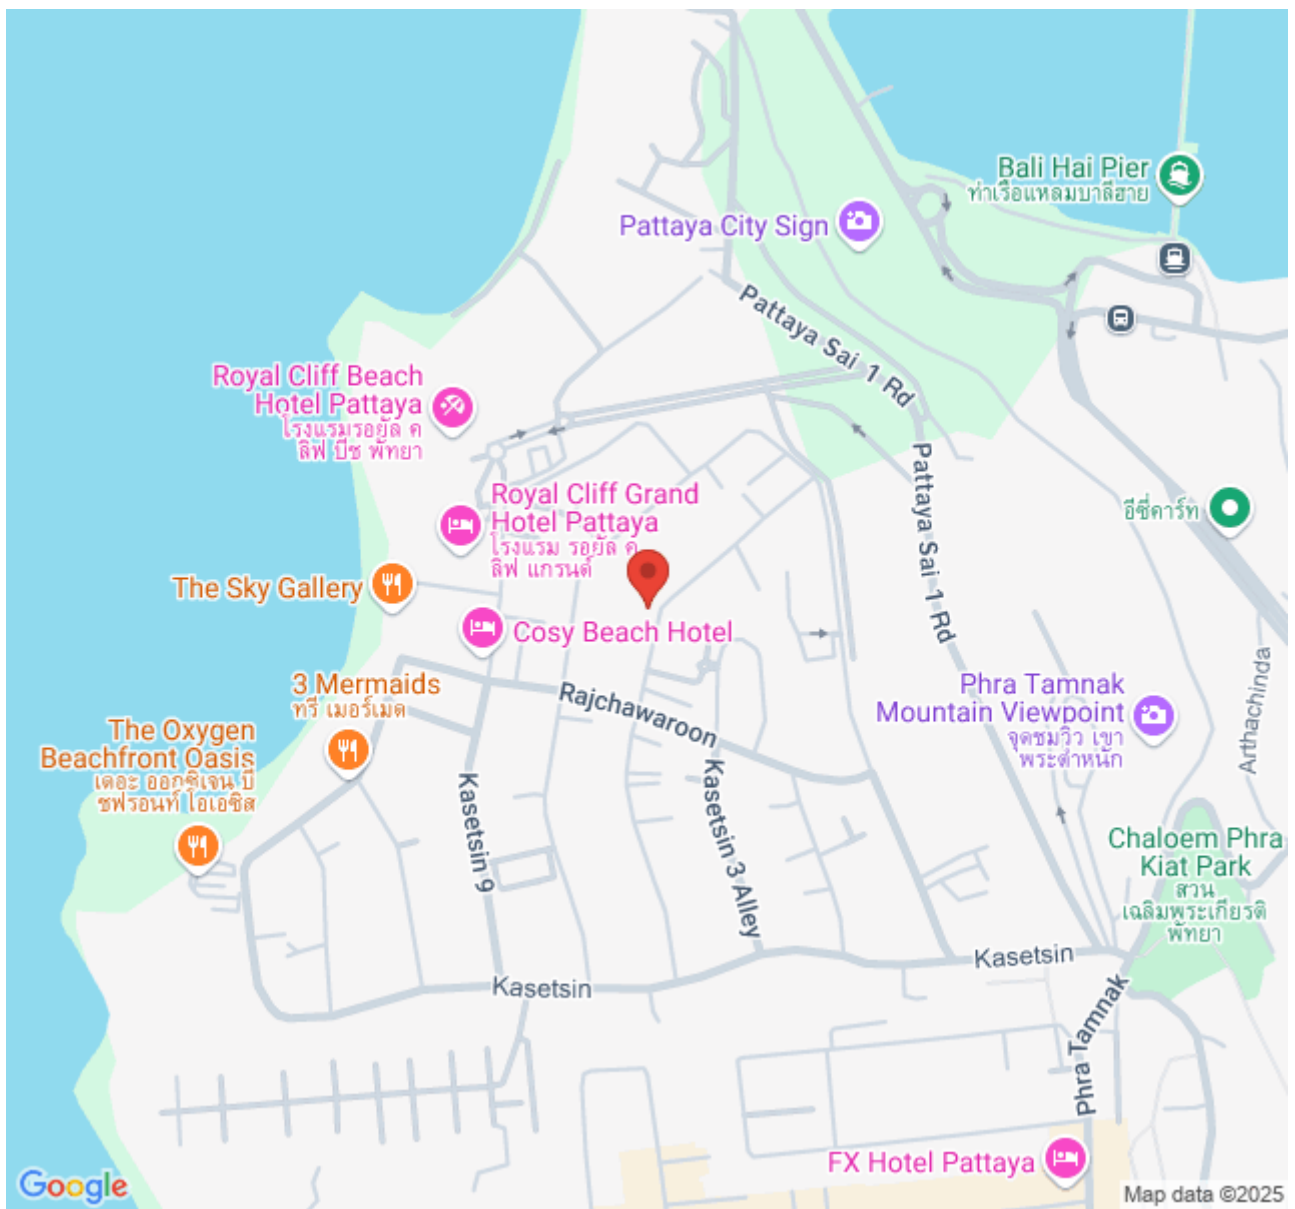 Bali Hai Pier
ท่าเรือแหลมบาลีฮาย
Pattaya City Sign
Pattaya Sai 1 Rd
Royal Cliff Beach
Hotel Pattaya
โรงแรมรอยัล ค
ลิฟ บีช พัทยา
Pattaya Sai 1 Rd
Royal Cliff Grand
Hotel Pattaya
โรงแรม รอยัล ค
ลิฟ แกรนด์
อีซี่คาร์ท
The Sky Gallery
Cosy Beach Hotel
Arthachinda
3 Mermaids
ทรี เมอร์เมด
Rajchawaroon
Phra Tamnak
Mountain Viewpoint
จุดชมวิว เขา
พระตำหนัก
The Oxygen
Beachfront Oasis
เดอะ ออกซิเจน บี
ชฟรอนท์ โอเอซิส
Kasetsin 9
Kasetsin 3 Alley
Chaloem Phra
Kiat Park
สวน
เฉลิมพระเกียรติ
พัทยา
Kasetsin
Kasetsin
Phra Tamnak
FX Hotel Pattaya
Google
Map data ©2025